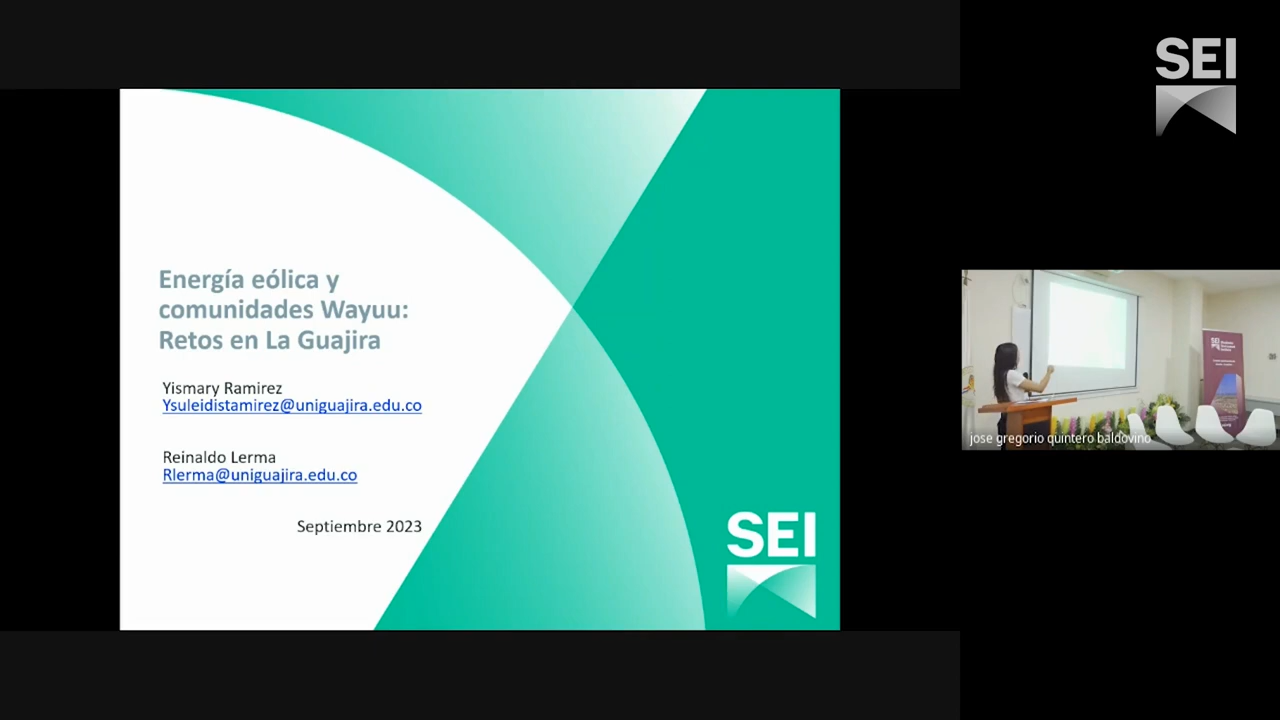 Energía eólica y
comunidades Wayuu:
Retos en La Guajira
Yismary Ramirez
Ysuleidistamirez@uniguajira.edu.co
Reinaldo Lerma
Rlerma@uniguajira.edu.co
Septiembre 2023
SEI
SEI
SEI
jose gregorio quintero baldovino